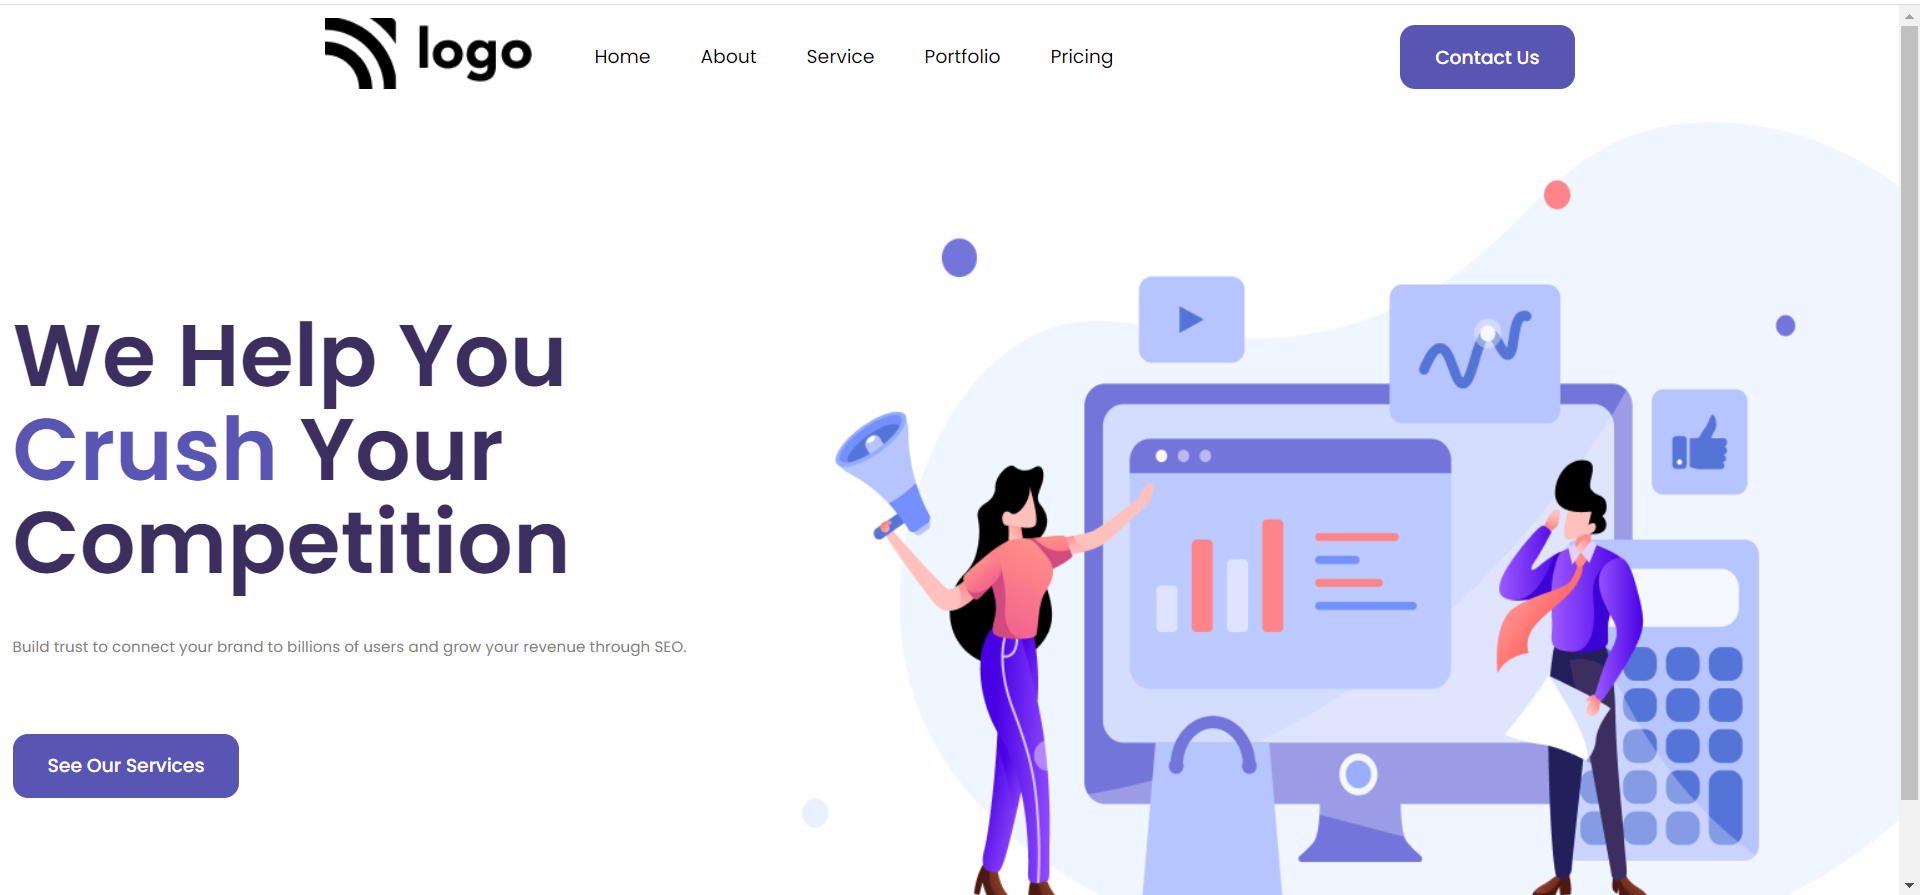 logo
Home About Service Portfolio Pricing
Contact Us
We Help You
Crush Your
Competition
Build trust to connect your brand to billions of users and grow your revenue through SEO.
See Our Services